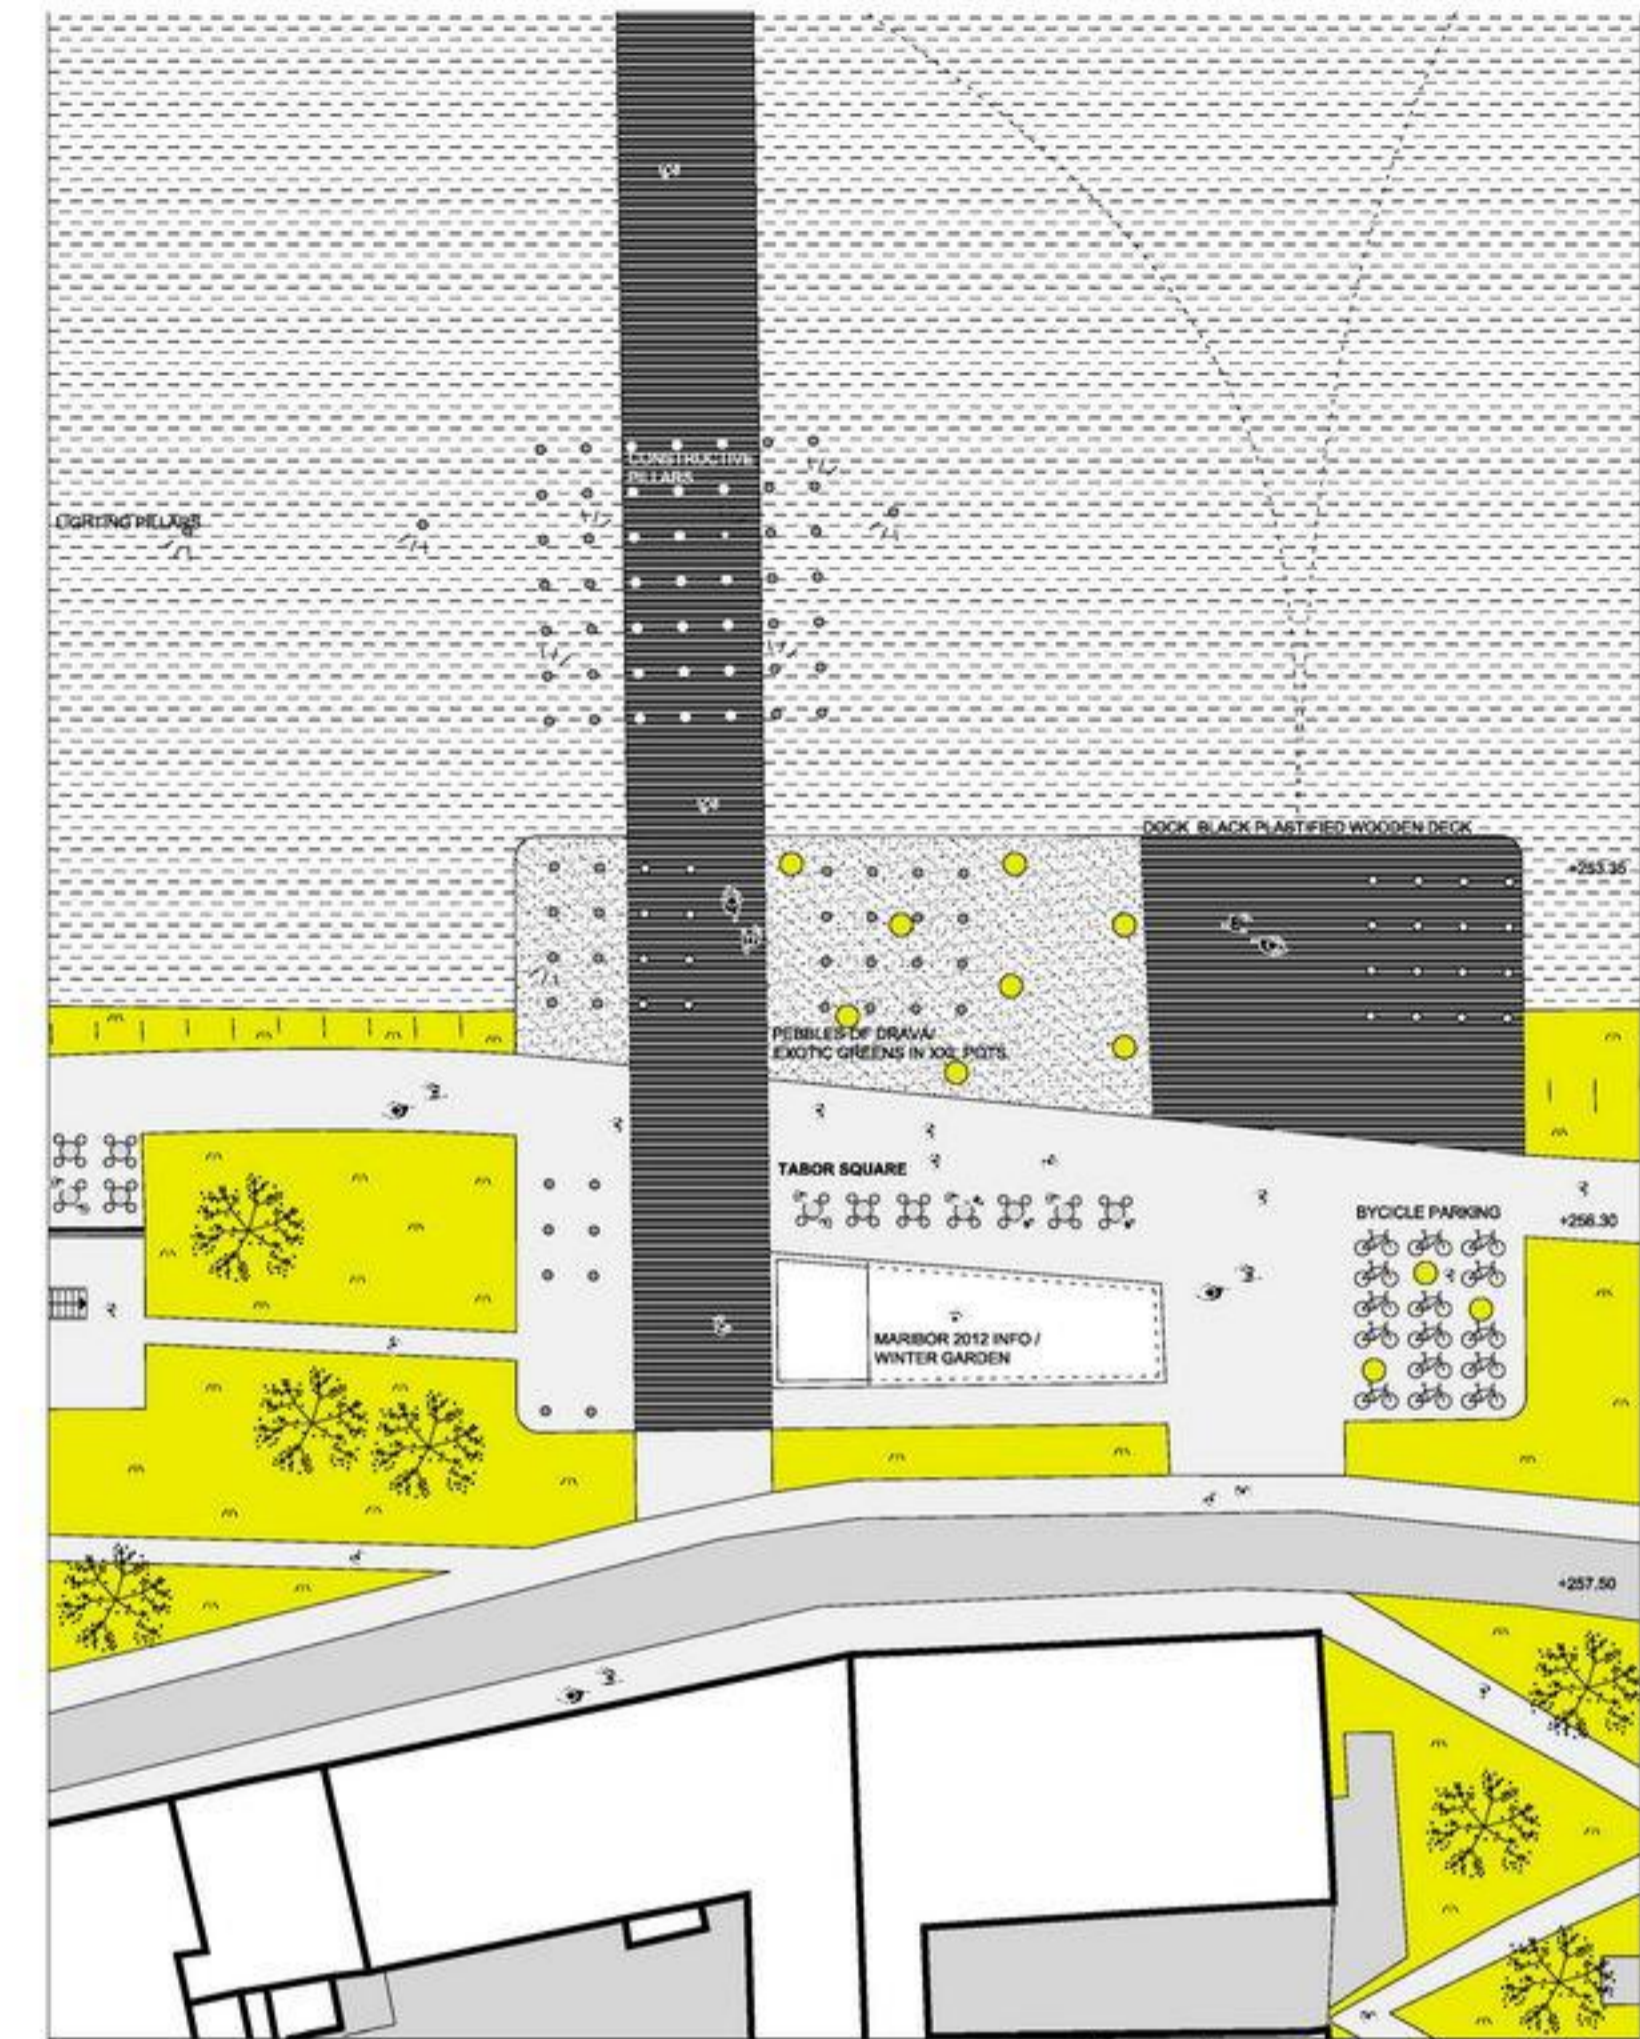 CONSTRUCTIVE
PILLARS
LIGHTING PILLARS
DOCK BLACK PLASTIFIED WOODEN DECK
+253.35
PEBBLES OF DRAVA/
EXOTIC GREENS IN XXL POTS
TABOR SQUARE
BYCICLE PARKING
+256.30
MARIBOR 2012 INFO /
WINTER GARDEN
+257.50